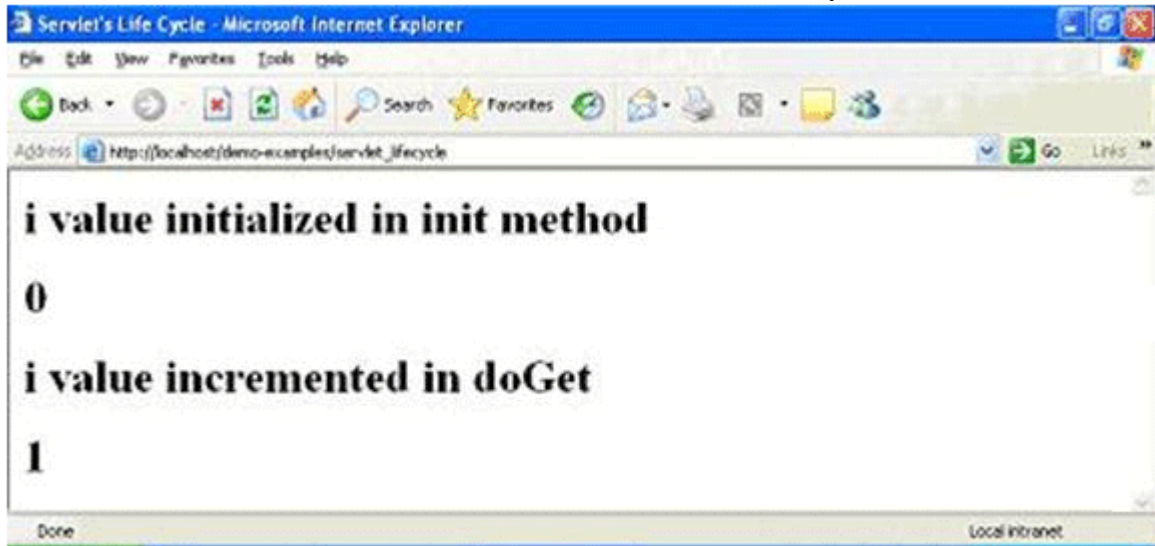 Servlet's Life Cycle - Microsoft Internet Explorer
File Edit View Favorites Tools Help
Back Search Favorites
Address http://localhost/demo-examples/servlet_lifecycle Go Links »
i value initialized in init method
0
i value incremented in doGet
1
Done Local intranet